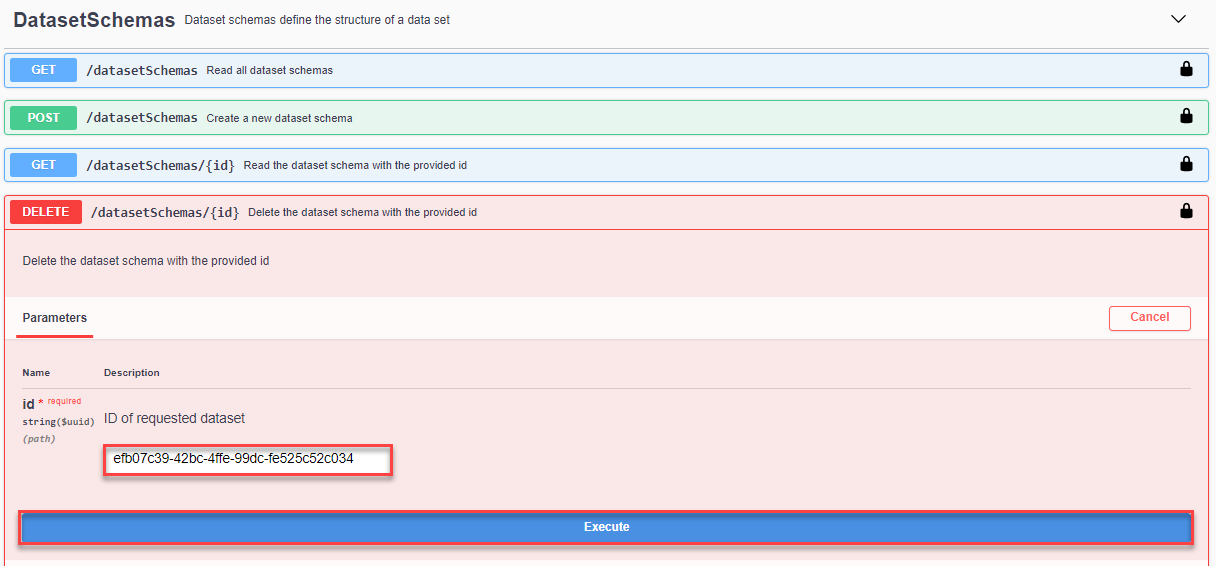 DatasetSchemas Dataset schemas define the structure of a data set
GET /datasetSchemas Read all dataset schemas
POST /datasetSchemas Create a new dataset schema
GET /datasetSchemas/{id} Read the dataset schema with the provided id
DELETE /datasetSchemas/{id} Delete the dataset schema with the provided id
Delete the dataset schema with the provided id
Parameters Cancel
Name Description
id * required
string($uuid) ID of requested dataset
(path)
efb07c39-42bc-4ffe-99dc-fe525c52c034
Execute